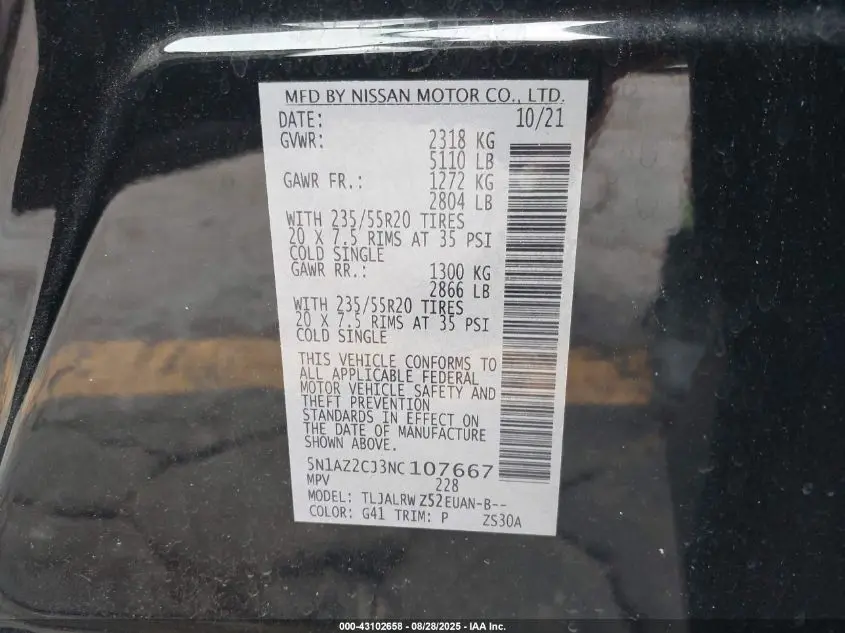 MFD BY NISSAN MOTOR CO., LTD.
DATE: 10/21
GVWR: 2318 KG
5110 LB
GAWR FR.: 1272 KG
2804 LB
WITH 235/55R20 TIRES
20 X 7.5 RIMS AT 35 PSI
COLD SINGLE
GAWR RR.: 1300 KG
2866 LB
WITH 235/55R20 TIRES
20 X 7.5 RIMS AT 35 PSI
COLD SINGLE
THIS VEHICLE CONFORMS TO
ALL APPLICABLE FEDERAL
MOTOR VEHICLE SAFETY AND
THEFT PREVENTION
STANDARDS IN EFFECT ON
THE DATE OF MANUFACTURE
SHOWN ABOVE.
5N1AZ2CJ3NC107667
MPV 228
MODEL: TLJALRW Z52EUAN-B--
COLOR: G41 TRIM: P ZS30A
000-43102658 - 08/28/2025 - IAA Inc.